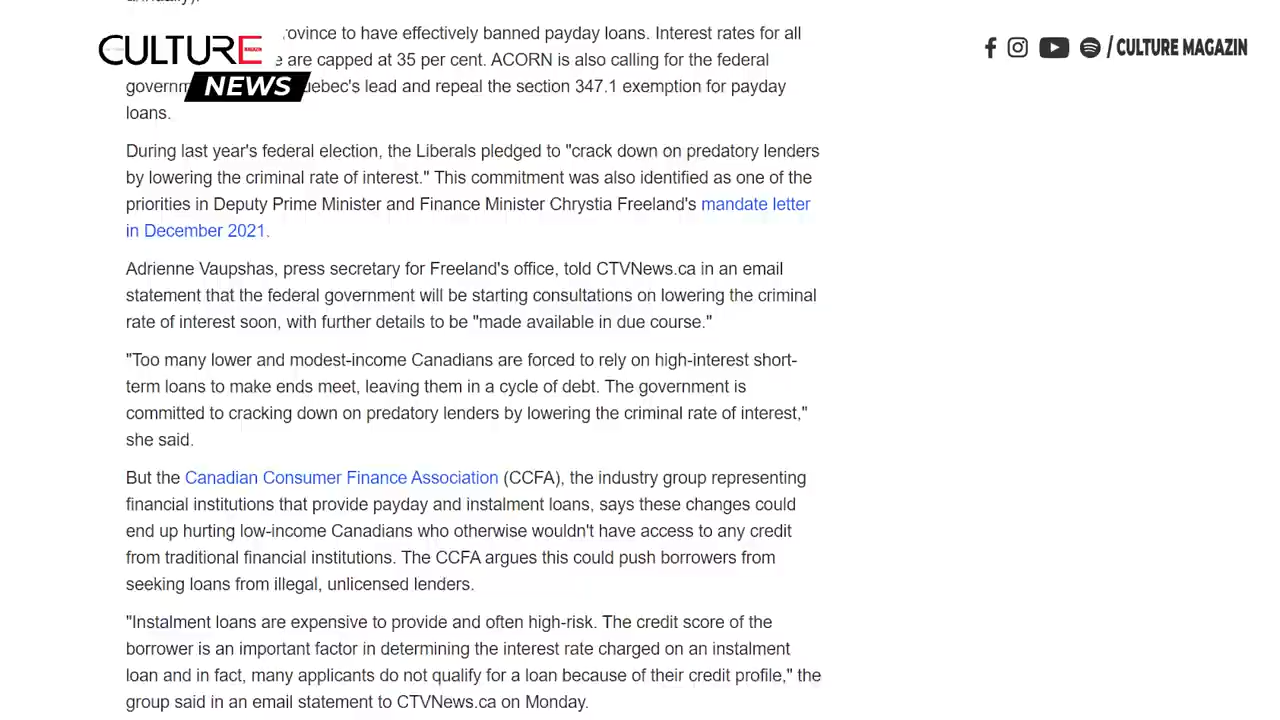 CULTURE
NEWS
/ CULTURE MAGAZIN
rovince to have effectively banned payday loans. Interest rates for all
are capped at 35 per cent. ACORN is also calling for the federal
governm uebec's lead and repeal the section 347.1 exemption for payday
loans.
During last year's federal election, the Liberals pledged to "crack down on predatory lenders
by lowering the criminal rate of interest." This commitment was also identified as one of the
priorities in Deputy Prime Minister and Finance Minister Chrystia Freeland's mandate letter
in December 2021.
Adrienne Vaupshas, press secretary for Freeland's office, told CTVNews.ca in an email
statement that the federal government will be starting consultations on lowering the criminal
rate of interest soon, with further details to be "made available in due course."
"Too many lower and modest-income Canadians are forced to rely on high-interest short-
term loans to make ends meet, leaving them in a cycle of debt. The government is
committed to cracking down on predatory lenders by lowering the criminal rate of interest,"
she said.
But the Canadian Consumer Finance Association (CCFA), the industry group representing
financial institutions that provide payday and instalment loans, says these changes could
end up hurting low-income Canadians who otherwise wouldn't have access to any credit
from traditional financial institutions. The CCFA argues this could push borrowers from
seeking loans from illegal, unlicensed lenders.
"Instalment loans are expensive to provide and often high-risk. The credit score of the
borrower is an important factor in determining the interest rate charged on an instalment
loan and in fact, many applicants do not qualify for a loan because of their credit profile," the
group said in an email statement to CTVNews.ca on Monday.